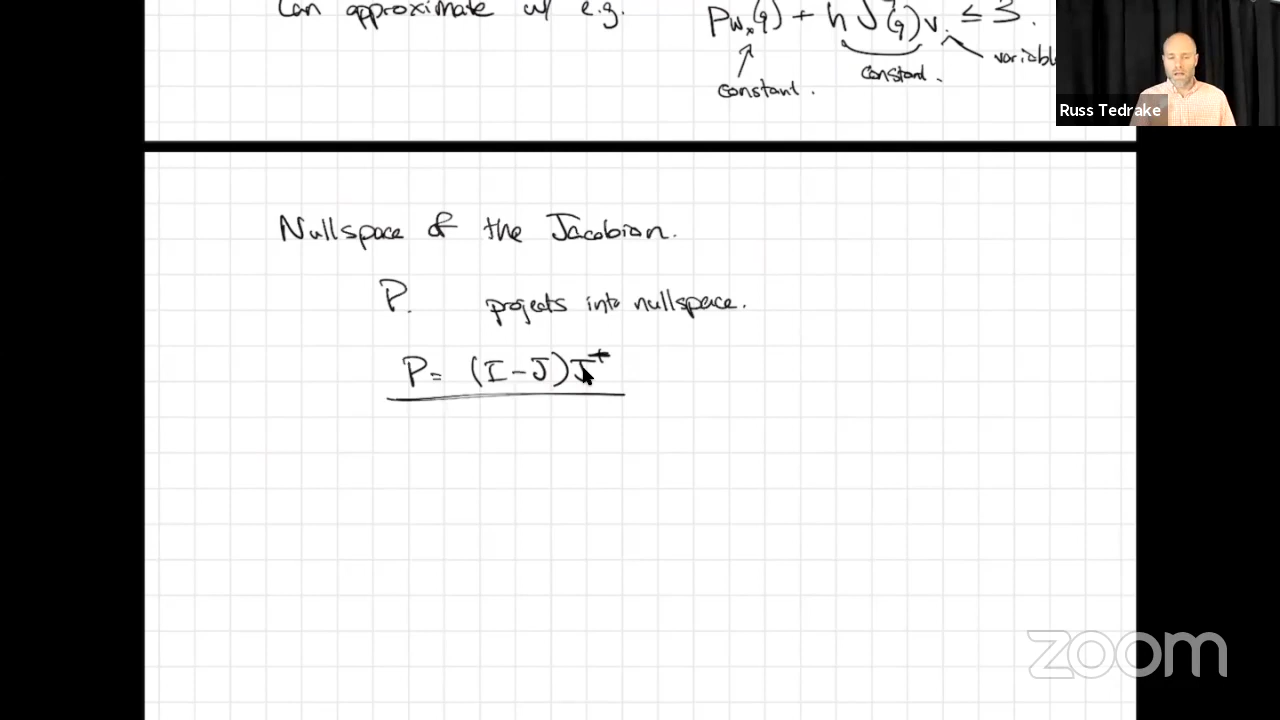 Can approximate w/ e.g. Pwₓ(q) + h J(q) v ≤ 3.
constant. constant. variable
Russ Tedrake
Nullspace of the Jacobian.
P. projects into nullspace.
P = (I - J)J⁺
zoom